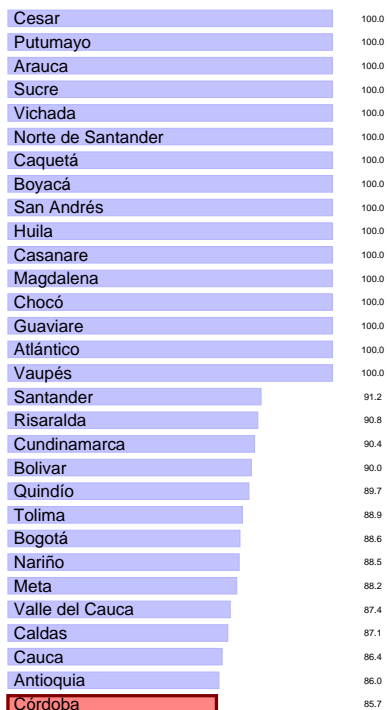 Cesar 100.0
Putumayo 100.0
Arauca 100.0
Sucre 100.0
Vichada 100.0
Norte de Santander 100.0
Caquetá 100.0
Boyacá 100.0
San Andrés 100.0
Huila 100.0
Casanare 100.0
Magdalena 100.0
Chocó 100.0
Guaviare 100.0
Atlántico 100.0
Vaupés 100.0
Santander 91.2
Risaralda 90.8
Cundinamarca 90.4
Bolivar 90.0
Quindío 89.7
Tolima 88.9
Bogotá 88.6
Nariño 88.5
Meta 88.2
Valle del Cauca 87.4
Caldas 87.1
Cauca 86.4
Antioquia 86.0
Córdoba 85.7